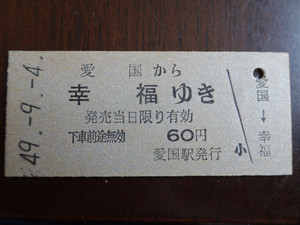 49.-9.-4.
愛国から
幸福ゆき
発売当日限り有効
下車前途無効 60円
愛国駅発行
小
愛国→幸福